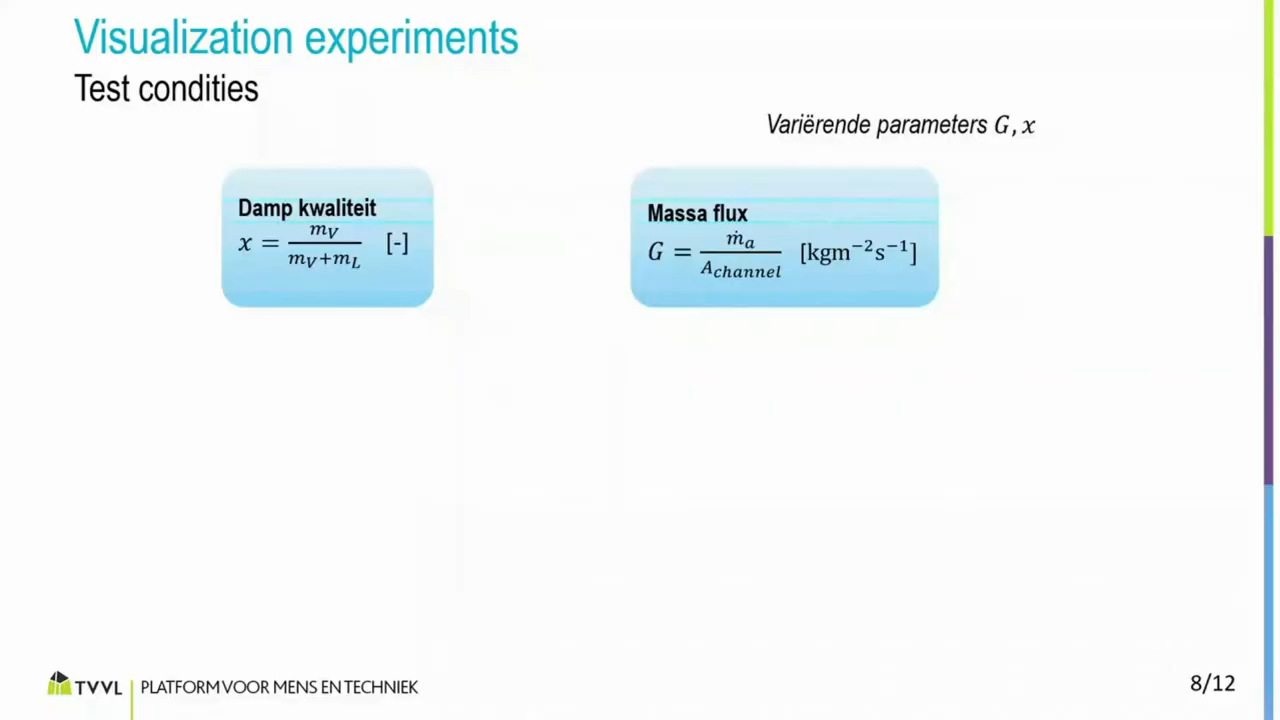 Visualization experiments
Test condities
Variërende parameters G, x
Damp kwaliteit
x = m_V / (m_V+m_L) [-]
Massa flux
G = ṁ_a / A_channel [kgm⁻²s⁻¹]
TVVL PLATFORM VOOR MENS EN TECHNIEK
8/12